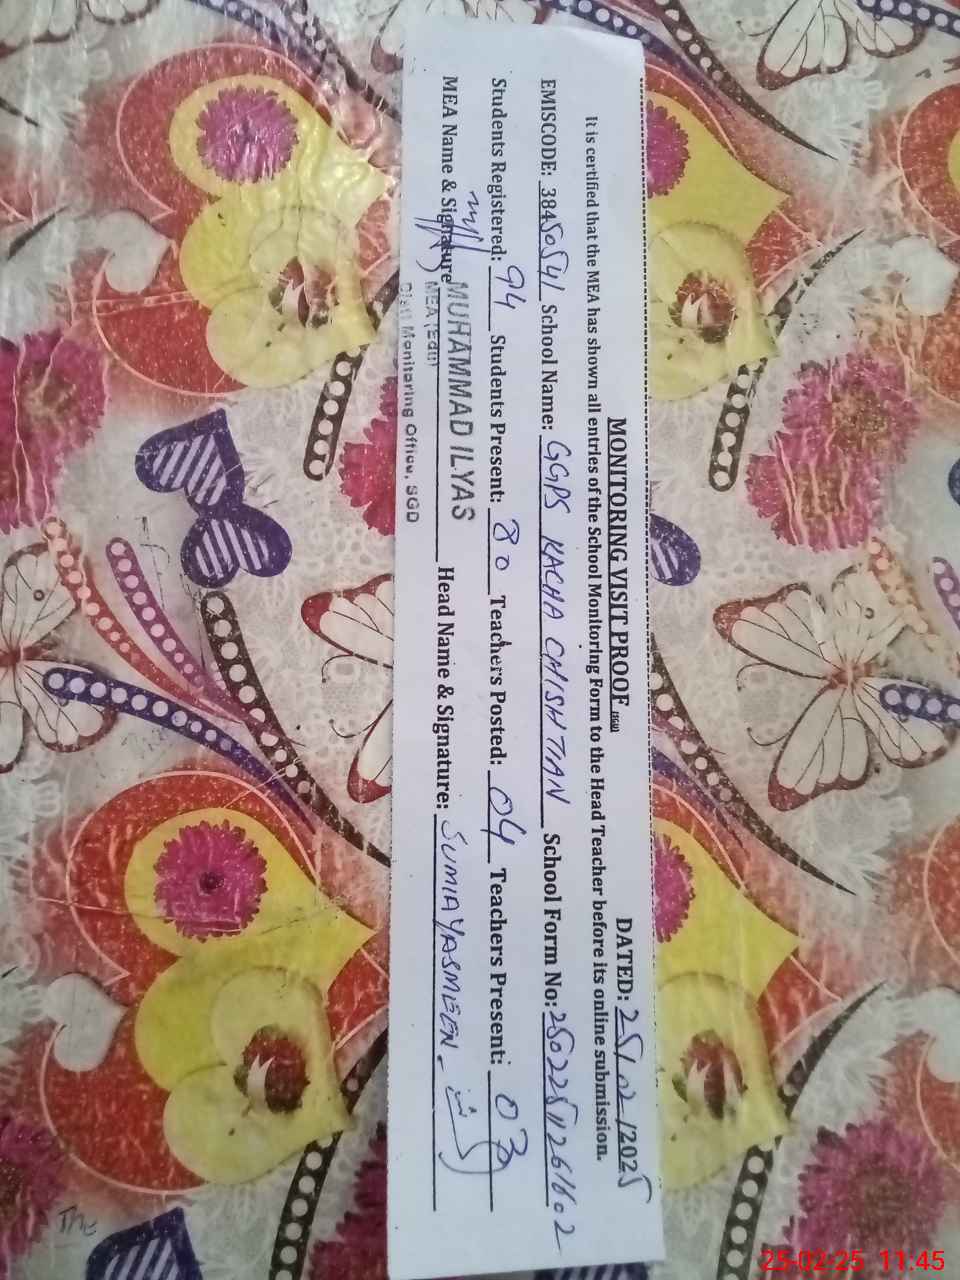 MONITORING VISIT PROOF DATED: 25/02/2025
It is certified that the MEA has shown all entries of the School Monitoring Form to the Head Teacher before its online submission.
EMISCODE: 38450541 School Name: GGPS KACHA CHISHTIAN School Form No: 25022511261602
Students Registered: 94 Students Present: 80 Teachers Posted: 04 Teachers Present: 03
MEA Name & Signature MUHAMMAD ILYAS Head Name & Signature: SUMIA YASMEEN
MEA (Edu)
Distt Monitoring Office, SGD
The
25-02-25 11:45